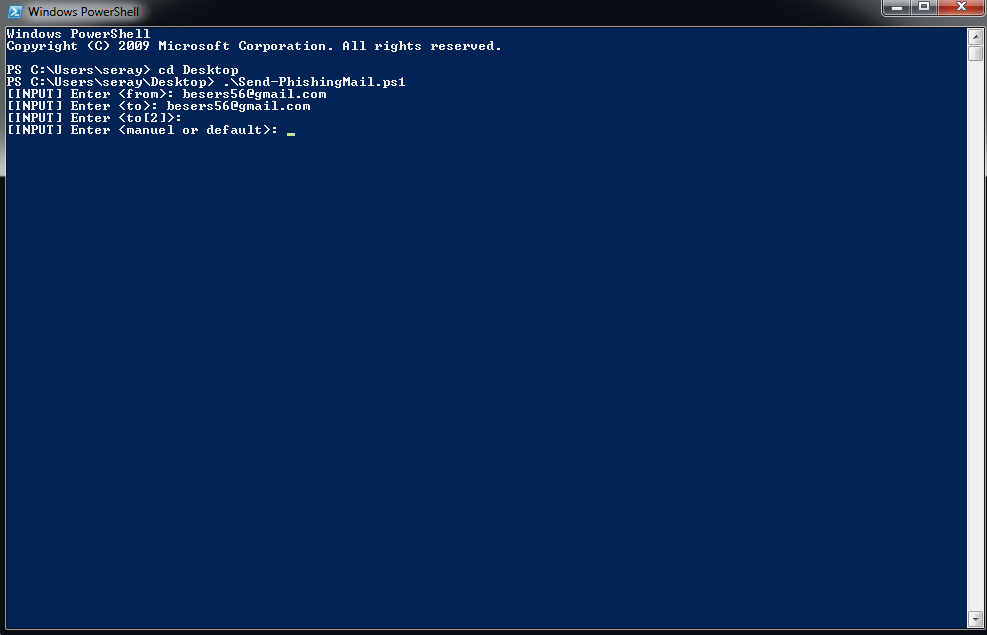 Windows PowerShell
Windows PowerShell
Copyright (C) 2009 Microsoft Corporation. All rights reserved.
PS C:\Users\seray> cd Desktop
PS C:\Users\seray\Desktop> .\Send-PhishingMail.ps1
[INPUT] Enter <from>: besers56@gmail.com
[INPUT] Enter <to>: besers56@gmail.com
[INPUT] Enter <to[2]>:
[INPUT] Enter <manuel or default>: _